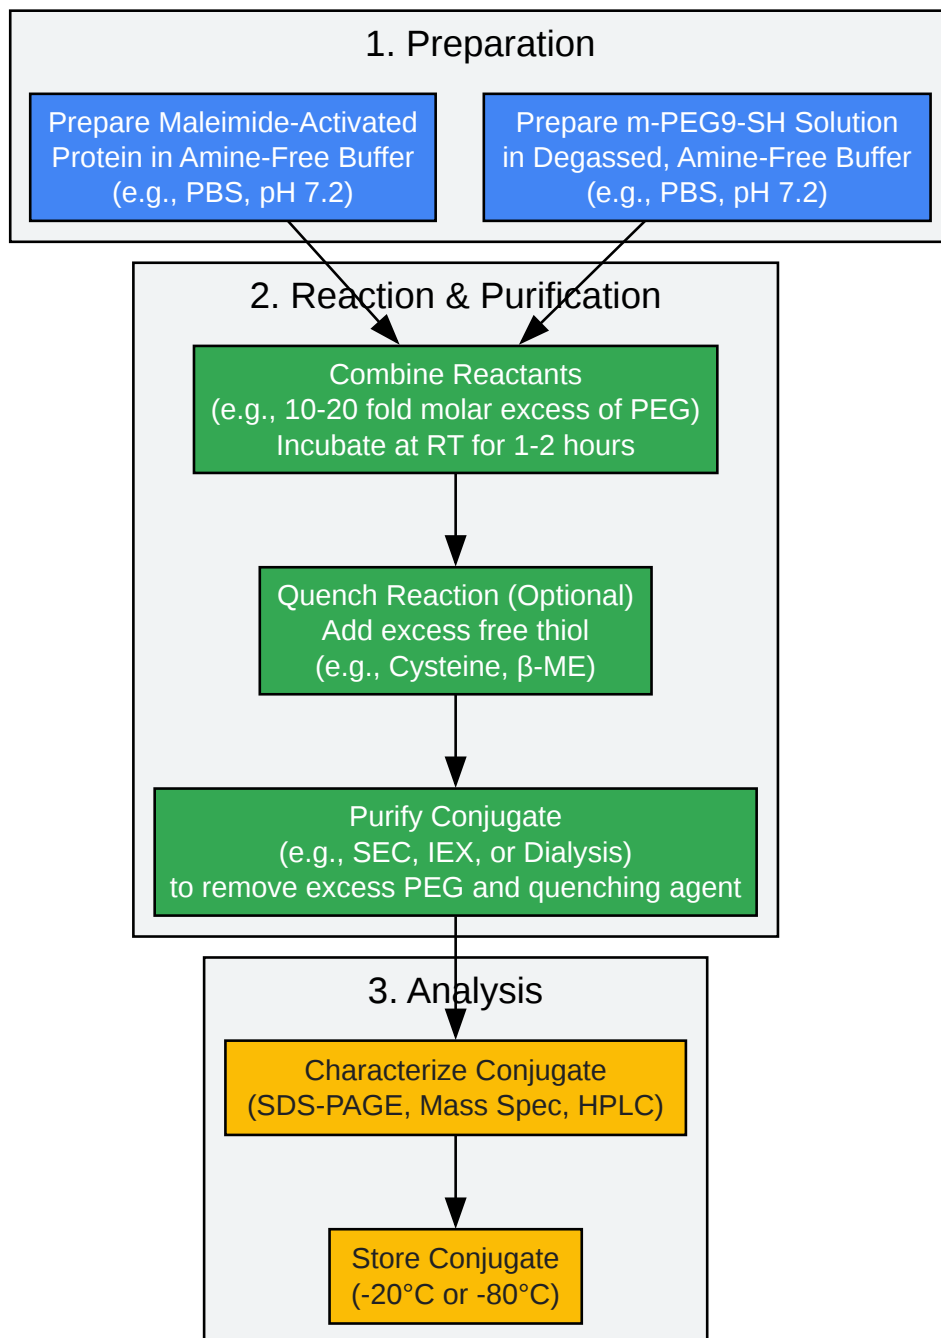 1. Preparation
Prepare Maleimide-Activated
Protein in Amine-Free Buffer
(e.g., PBS, pH 7.2)
Prepare m-PEG9-SH Solution
in Degassed, Amine-Free Buffer
(e.g., PBS, pH 7.2)
2. Reaction & Purification
Combine Reactants
(e.g., 10-20 fold molar excess of PEG)
Incubate at RT for 1-2 hours
Quench Reaction (Optional)
Add excess free thiol
(e.g., Cysteine, β-ME)
Purify Conjugate
(e.g., SEC, IEX, or Dialysis)
to remove excess PEG and quenching agent
3. Analysis
Characterize Conjugate
(SDS-PAGE, Mass Spec, HPLC)
Store Conjugate
(-20°C or -80°C)